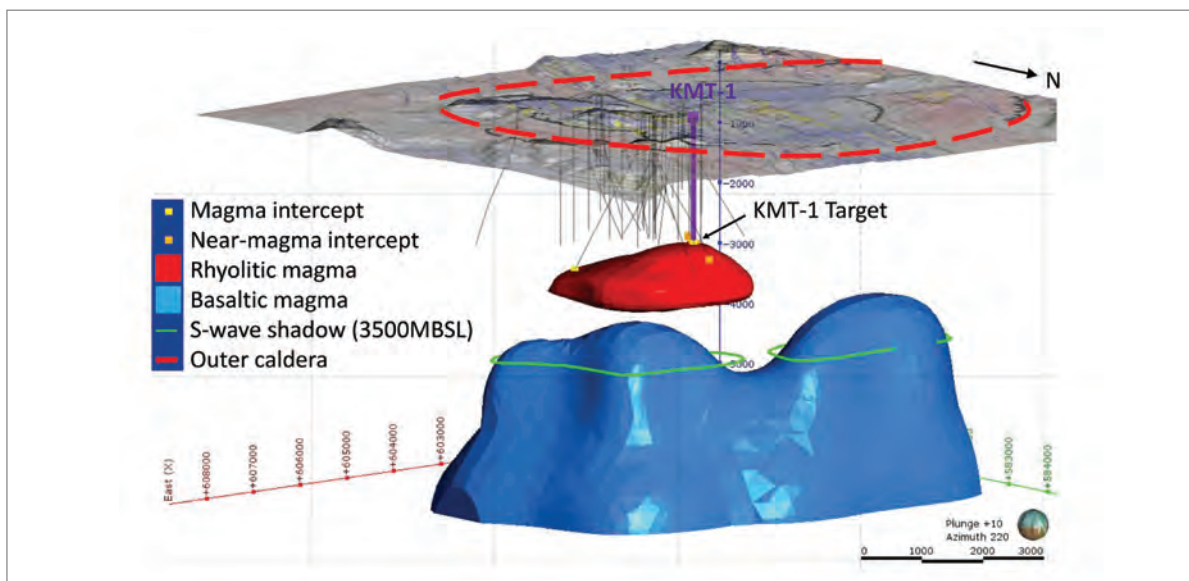 N
KMT-1
1000
-2000
KMT-1 Target
-3000
-4000
-5000
Magma intercept
Near-magma intercept
Rhyolitic magma
Basaltic magma
S-wave shadow (3500MBSL)
Outer caldera
East (X)
+608000
+607000
+606000
+605000
+604000
+603000
+583000
+584000
Plunge +10
Azimuth 220
0 1000 2000 3000